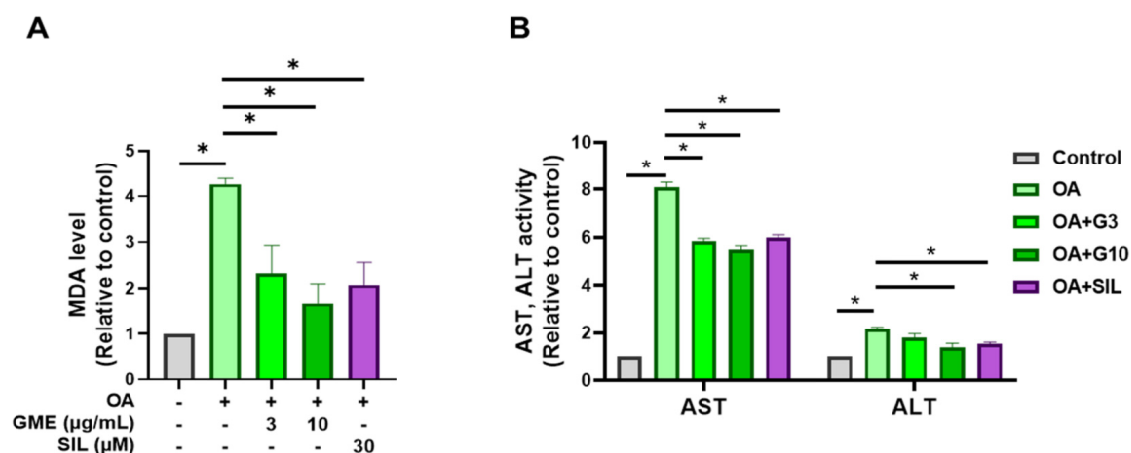 A
*
*
*
*
MDA level
(Relative to control)
5
4
3
2
1
0
OA - + + + +
GME (µg/mL) - - 3 10 -
SIL (µM) - - - - 30
B
*
*
* *
*
*
*
AST, ALT activity
(Relative to control)
10
8
6
4
2
0
AST ALT
Control
OA
OA+G3
OA+G10
OA+SIL